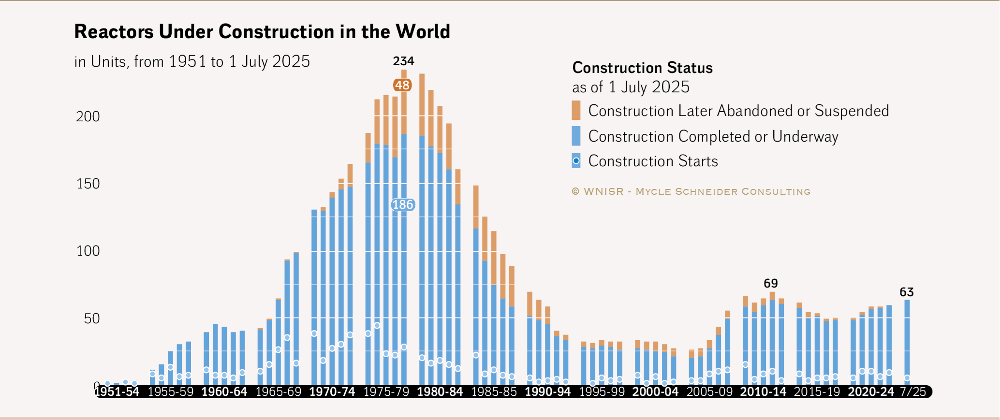 Reactors Under Construction in the World
in Units, from 1951 to 1 July 2025
234
48
186
Construction Status
as of 1 July 2025
Construction Later Abandoned or Suspended
Construction Completed or Underway
Construction Starts
© WNISR - Mycle Schneider Consulting
200
150
100
50
0
69
63
1951-54 1955-59 1960-64 1965-69 1970-74 1975-79 1980-84 1985-85 1990-94 1995-99 2000-04 2005-09 2010-14 2015-19 2020-24 7/25